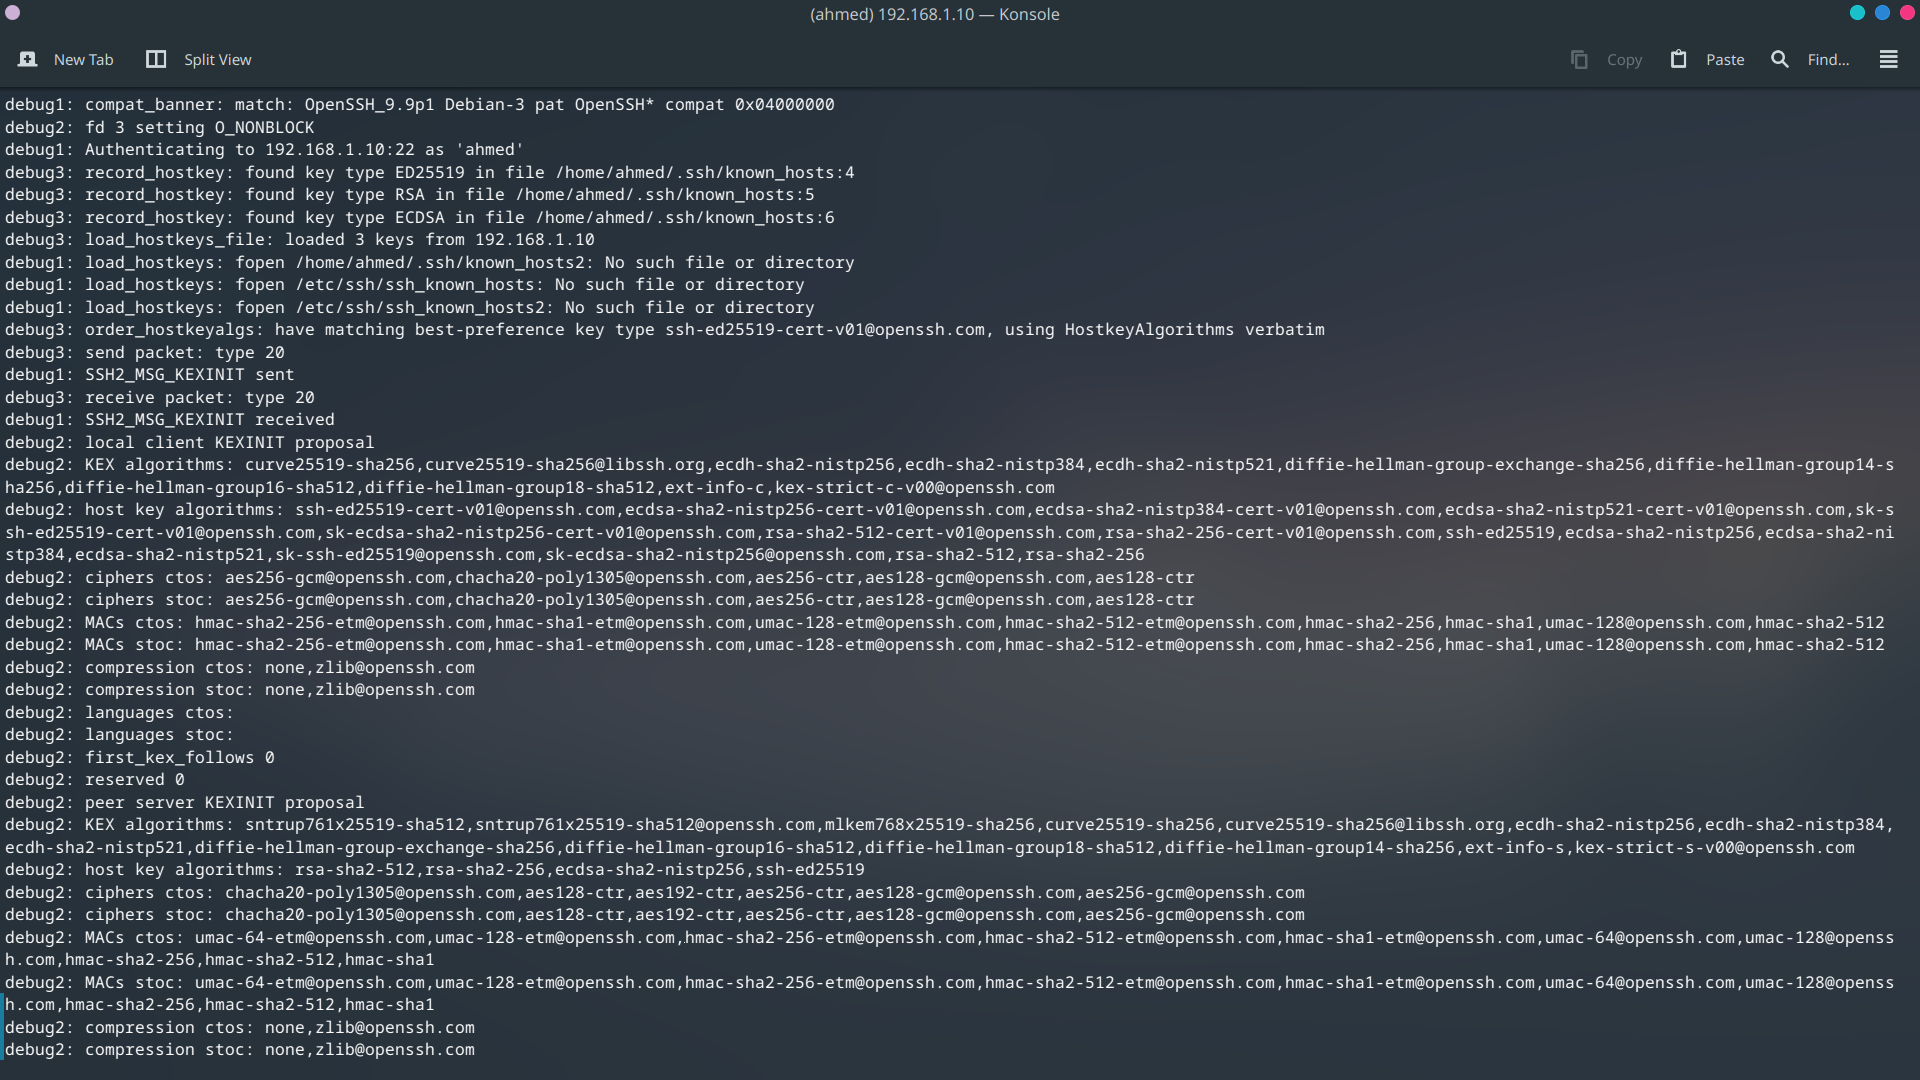 (ahmed) 192.168.1.10 — Konsole
New Tab Split View Copy Paste Find...
debug1: compat_banner: match: OpenSSH_9.9p1 Debian-3 pat OpenSSH* compat 0x04000000
debug2: fd 3 setting O_NONBLOCK
debug1: Authenticating to 192.168.1.10:22 as 'ahmed'
debug3: record_hostkey: found key type ED25519 in file /home/ahmed/.ssh/known_hosts:4
debug3: record_hostkey: found key type RSA in file /home/ahmed/.ssh/known_hosts:5
debug3: record_hostkey: found key type ECDSA in file /home/ahmed/.ssh/known_hosts:6
debug3: load_hostkeys_file: loaded 3 keys from 192.168.1.10
debug1: load_hostkeys: fopen /home/ahmed/.ssh/known_hosts2: No such file or directory
debug1: load_hostkeys: fopen /etc/ssh/ssh_known_hosts: No such file or directory
debug1: load_hostkeys: fopen /etc/ssh/ssh_known_hosts2: No such file or directory
debug3: order_hostkeyalgs: have matching best-preference key type ssh-ed25519-cert-v01@openssh.com, using HostkeyAlgorithms verbatim
debug3: send packet: type 20
debug1: SSH2_MSG_KEXINIT sent
debug3: receive packet: type 20
debug1: SSH2_MSG_KEXINIT received
debug2: local client KEXINIT proposal
debug2: KEX algorithms: curve25519-sha256,curve25519-sha256@libssh.org,ecdh-sha2-nistp256,ecdh-sha2-nistp384,ecdh-sha2-nistp521,diffie-hellman-group-exchange-sha256,diffie-hellman-group14-s
ha256,diffie-hellman-group16-sha512,diffie-hellman-group18-sha512,ext-info-c,kex-strict-c-v00@openssh.com
debug2: host key algorithms: ssh-ed25519-cert-v01@openssh.com,ecdsa-sha2-nistp256-cert-v01@openssh.com,ecdsa-sha2-nistp384-cert-v01@openssh.com,ecdsa-sha2-nistp521-cert-v01@openssh.com,sk-s
sh-ed25519-cert-v01@openssh.com,sk-ecdsa-sha2-nistp256-cert-v01@openssh.com,rsa-sha2-512-cert-v01@openssh.com,rsa-sha2-256-cert-v01@openssh.com,ssh-ed25519,ecdsa-sha2-nistp256,ecdsa-sha2-ni
stp384,ecdsa-sha2-nistp521,sk-ssh-ed25519@openssh.com,sk-ecdsa-sha2-nistp256@openssh.com,rsa-sha2-512,rsa-sha2-256
debug2: ciphers ctos: aes256-gcm@openssh.com,chacha20-poly1305@openssh.com,aes256-ctr,aes128-gcm@openssh.com,aes128-ctr
debug2: ciphers stoc: aes256-gcm@openssh.com,chacha20-poly1305@openssh.com,aes256-ctr,aes128-gcm@openssh.com,aes128-ctr
debug2: MACs ctos: hmac-sha2-256-etm@openssh.com,hmac-sha1-etm@openssh.com,umac-128-etm@openssh.com,hmac-sha2-512-etm@openssh.com,hmac-sha2-256,hmac-sha1,umac-128@openssh.com,hmac-sha2-512
debug2: MACs stoc: hmac-sha2-256-etm@openssh.com,hmac-sha1-etm@openssh.com,umac-128-etm@openssh.com,hmac-sha2-512-etm@openssh.com,hmac-sha2-256,hmac-sha1,umac-128@openssh.com,hmac-sha2-512
debug2: compression ctos: none,zlib@openssh.com
debug2: compression stoc: none,zlib@openssh.com
debug2: languages ctos:
debug2: languages stoc:
debug2: first_kex_follows 0
debug2: reserved 0
debug2: peer server KEXINIT proposal
debug2: KEX algorithms: sntrup761x25519-sha512,sntrup761x25519-sha512@openssh.com,mlkem768x25519-sha256,curve25519-sha256,curve25519-sha256@libssh.org,ecdh-sha2-nistp256,ecdh-sha2-nistp384,
ecdh-sha2-nistp521,diffie-hellman-group-exchange-sha256,diffie-hellman-group16-sha512,diffie-hellman-group18-sha512,diffie-hellman-group14-sha256,ext-info-s,kex-strict-s-v00@openssh.com
debug2: host key algorithms: rsa-sha2-512,rsa-sha2-256,ecdsa-sha2-nistp256,ssh-ed25519
debug2: ciphers ctos: chacha20-poly1305@openssh.com,aes128-ctr,aes192-ctr,aes256-ctr,aes128-gcm@openssh.com,aes256-gcm@openssh.com
debug2: ciphers stoc: chacha20-poly1305@openssh.com,aes128-ctr,aes192-ctr,aes256-ctr,aes128-gcm@openssh.com,aes256-gcm@openssh.com
debug2: MACs ctos: umac-64-etm@openssh.com,umac-128-etm@openssh.com,hmac-sha2-256-etm@openssh.com,hmac-sha2-512-etm@openssh.com,hmac-sha1-etm@openssh.com,umac-64@openssh.com,umac-128@openss
h.com,hmac-sha2-256,hmac-sha2-512,hmac-sha1
debug2: MACs stoc: umac-64-etm@openssh.com,umac-128-etm@openssh.com,hmac-sha2-256-etm@openssh.com,hmac-sha2-512-etm@openssh.com,hmac-sha1-etm@openssh.com,umac-64@openssh.com,umac-128@openss
h.com,hmac-sha2-256,hmac-sha2-512,hmac-sha1
debug2: compression ctos: none,zlib@openssh.com
debug2: compression stoc: none,zlib@openssh.com